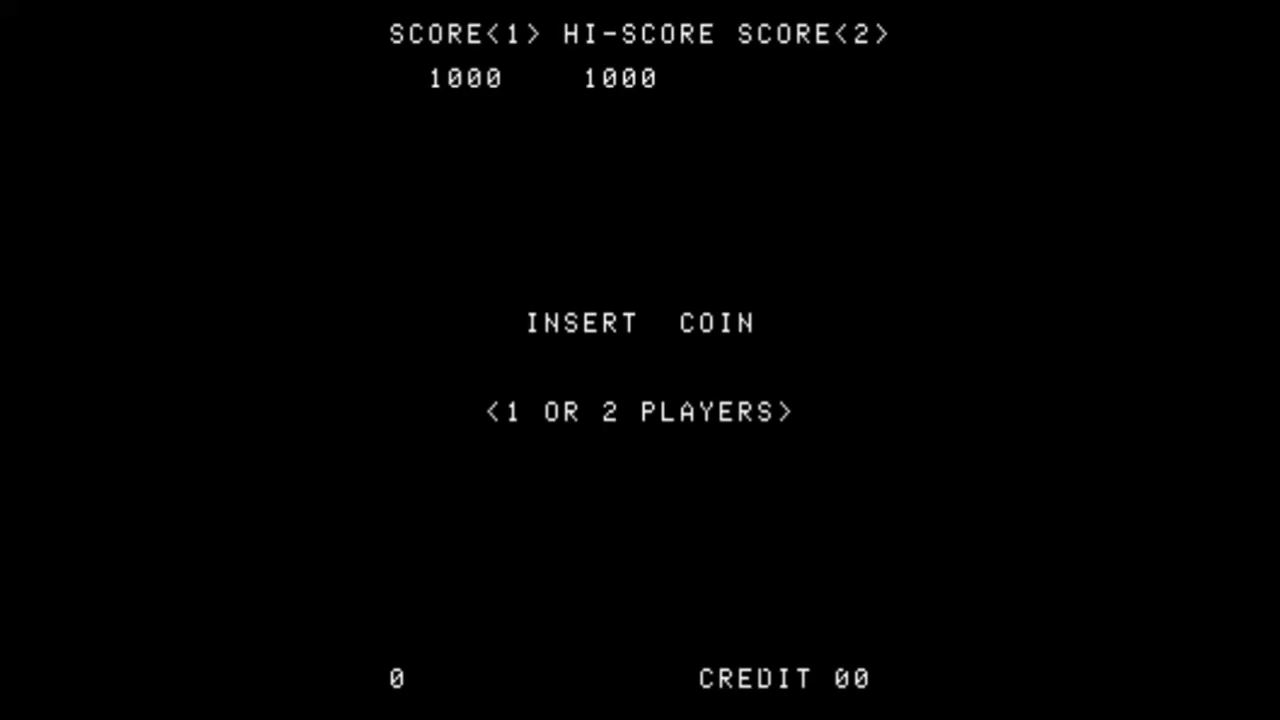 SCORE<1> HI-SCORE SCORE<2>
1000 1000
INSERT COIN
<1 OR 2 PLAYERS>
0 CREDIT 00